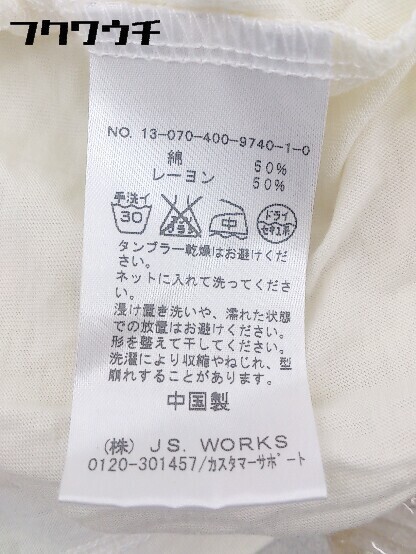 フクワウチ
NO. 13-070-400-9740-1-0
綿 50%
レーヨン 50%
手洗イ
30
エンソサラシ
中
ドライ
セキユ系
タンブラー乾燥はお避けくだ
さい。
ネットに入れて洗ってくださ
い。
浸け置き洗いや、濡れた状態
での放置はお避けください。
形を整えて干してください。
洗濯により収縮やねじれ、型
崩れすることがあります。
中国製
(株) J.S. WORKS
0120-301457/カスタマーサポート